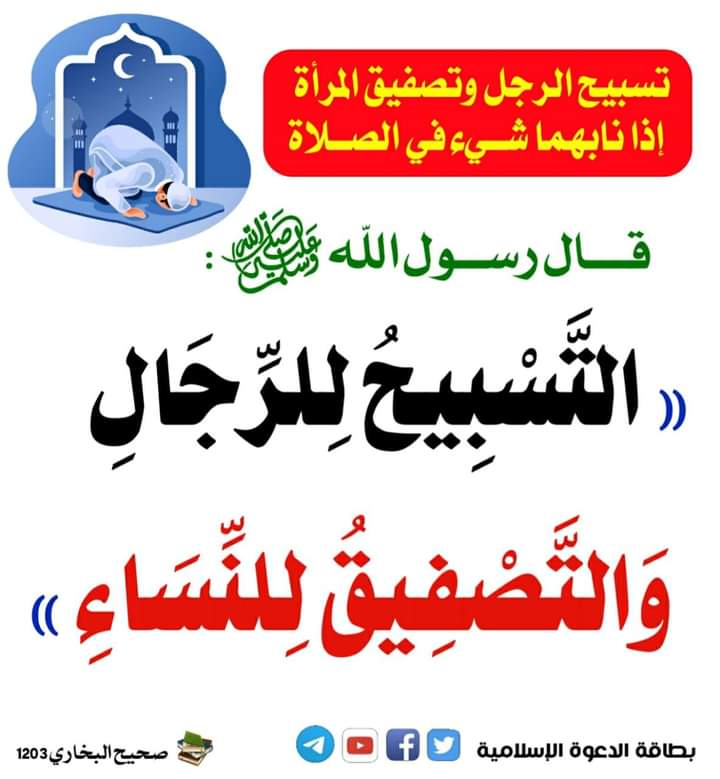 تسبيح الرجل وتصفيق المرأة
إذا نابهما شيء في الصلاة
قال رسول الله صلى الله عليه وسلم :
« التَّسْبِيحُ لِلرِّجَالِ
وَالتَّصْفِيقُ لِلنِّسَاءِ »
بطاقة الدعوة الإسلامية
صحيح البخاري 1203